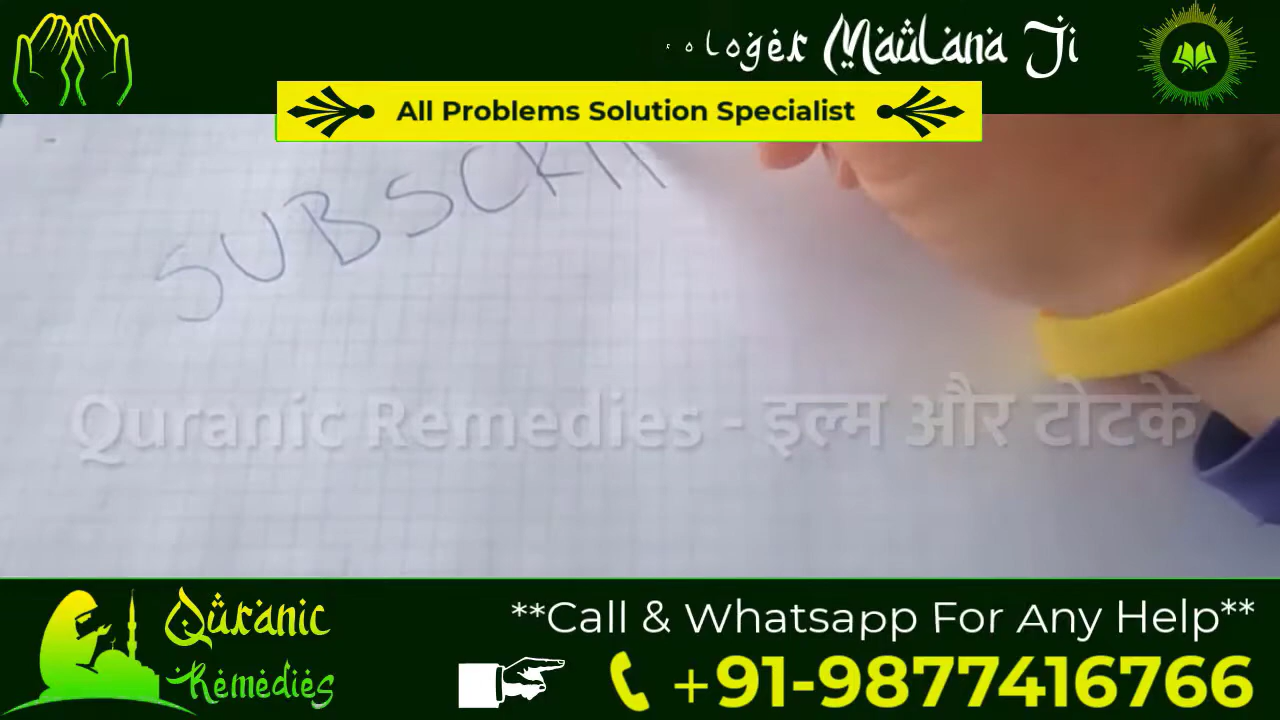 Maulana Ji
All Problems Solution Specialist
Quranic Remedies - इल्म और टोटके
Quranic
Remedies
**Call & Whatsapp For Any Help**
+91-9877416766